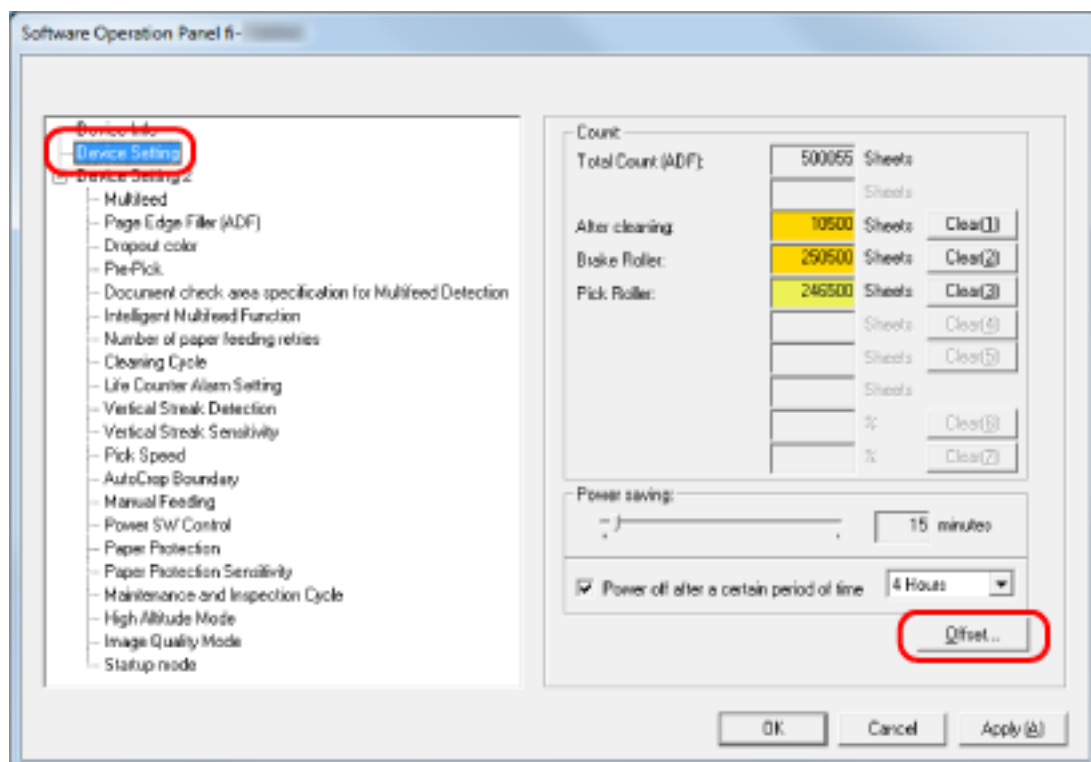 Software Operation Panel fi-
Device Info
Device Setting
Device Setting 2
Multifeed
Page Edge Filler (ADF)
Dropout color
Pre-Pick
Document check area specification for Multifeed Detection
Intelligent Multifeed Function
Number of paper feeding retries
Cleaning Cycle
Life Counter Alarm Setting
Vertical Streak Detection
Vertical Streak Sensitivity
Pick Speed
AutoCrop Boundary
Manual Feeding
Power SW Control
Paper Protection
Paper Protection Sensitivity
Maintenance and Inspection Cycle
High Altitude Mode
Image Quality Mode
Startup mode
Count
Total Count (ADF): 500055 Sheets
Sheets
After cleaning: 10500 Sheets Clear(1)
Brake Roller: 250500 Sheets Clear(2)
Pick Roller: 246500 Sheets Clear(3)
Sheets Clear(4)
Sheets Clear(5)
Sheets
% Clear(6)
% Clear(7)
Power saving:
15 minutes
Power off after a certain period of time 4 Hours
Offset...
OK Cancel Apply (A)